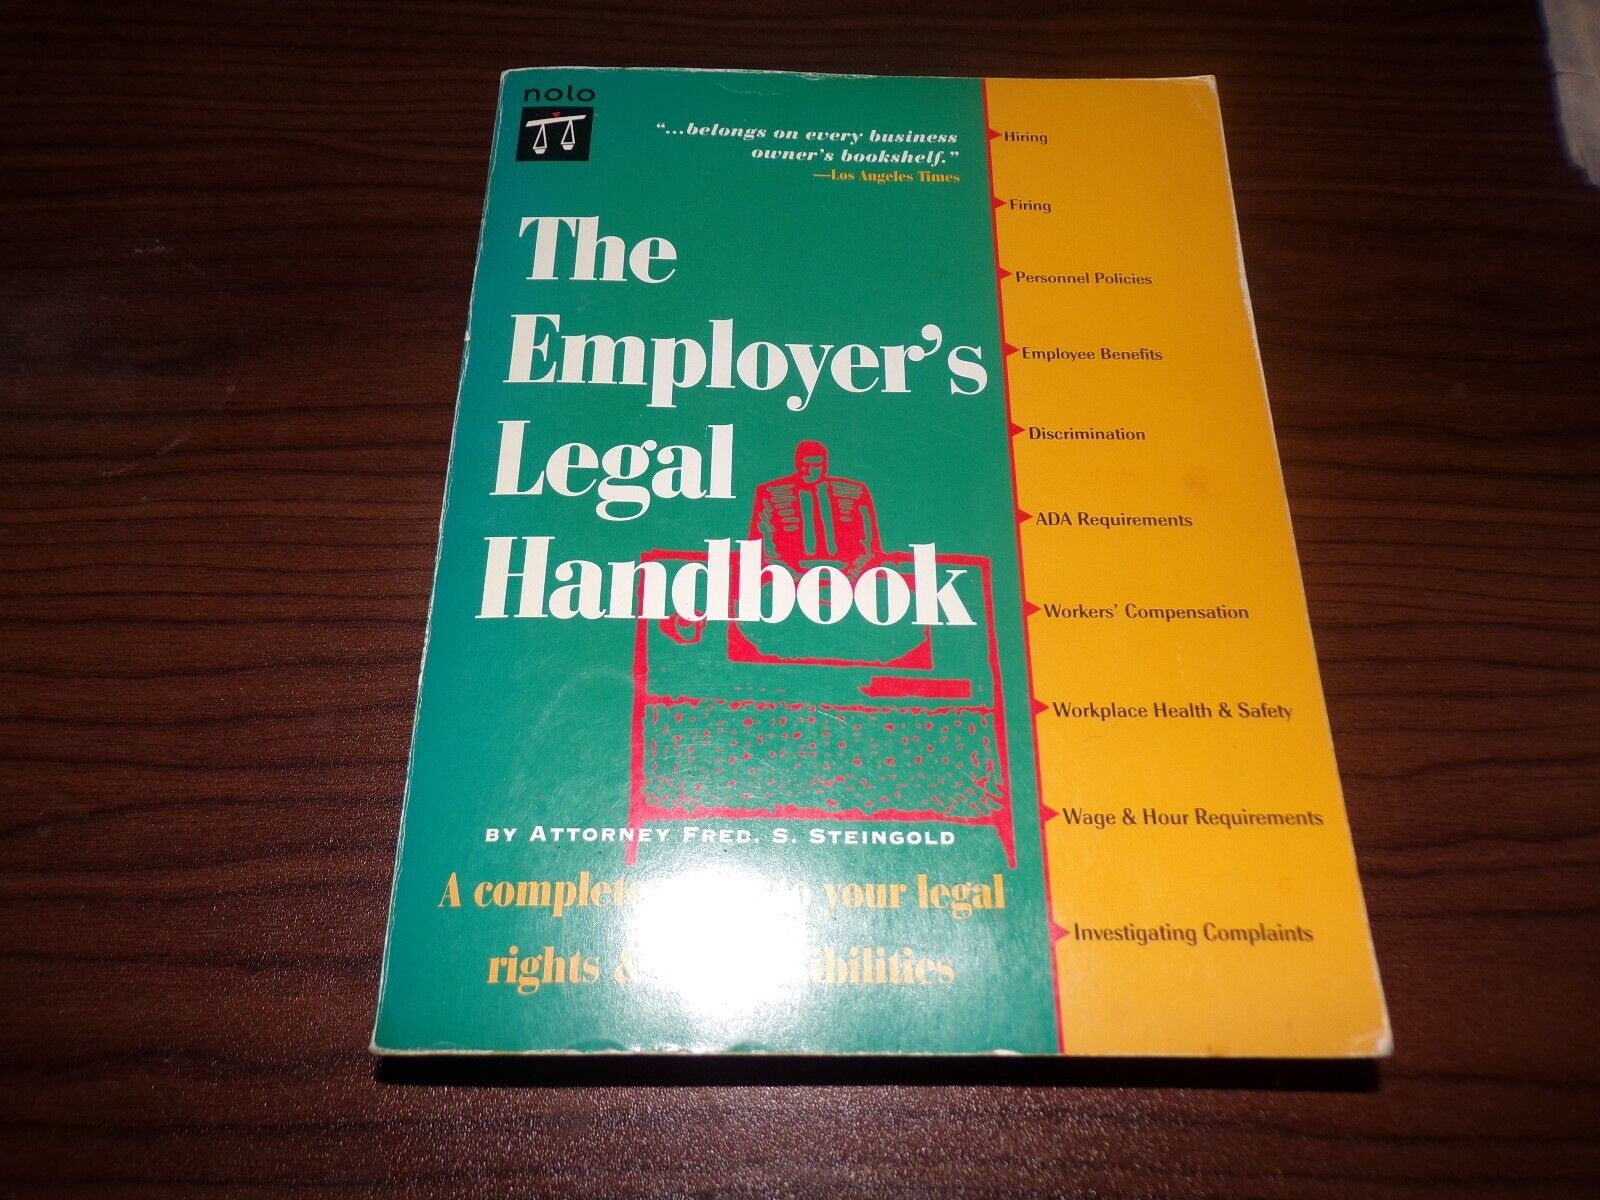 nolo
"...belongs on every business
owner's bookshelf."
—Los Angeles Times
The
Employer's
Legal
Handbook
BY ATTORNEY FRED. S. STEINGOLD
A complete your legal
rights &
Hiring
Firing
Personnel Policies
Employee Benefits
Discrimination
ADA Requirements
Workers' Compensation
Workplace Health & Safety
Wage & Hour Requirements
Investigating Complaints